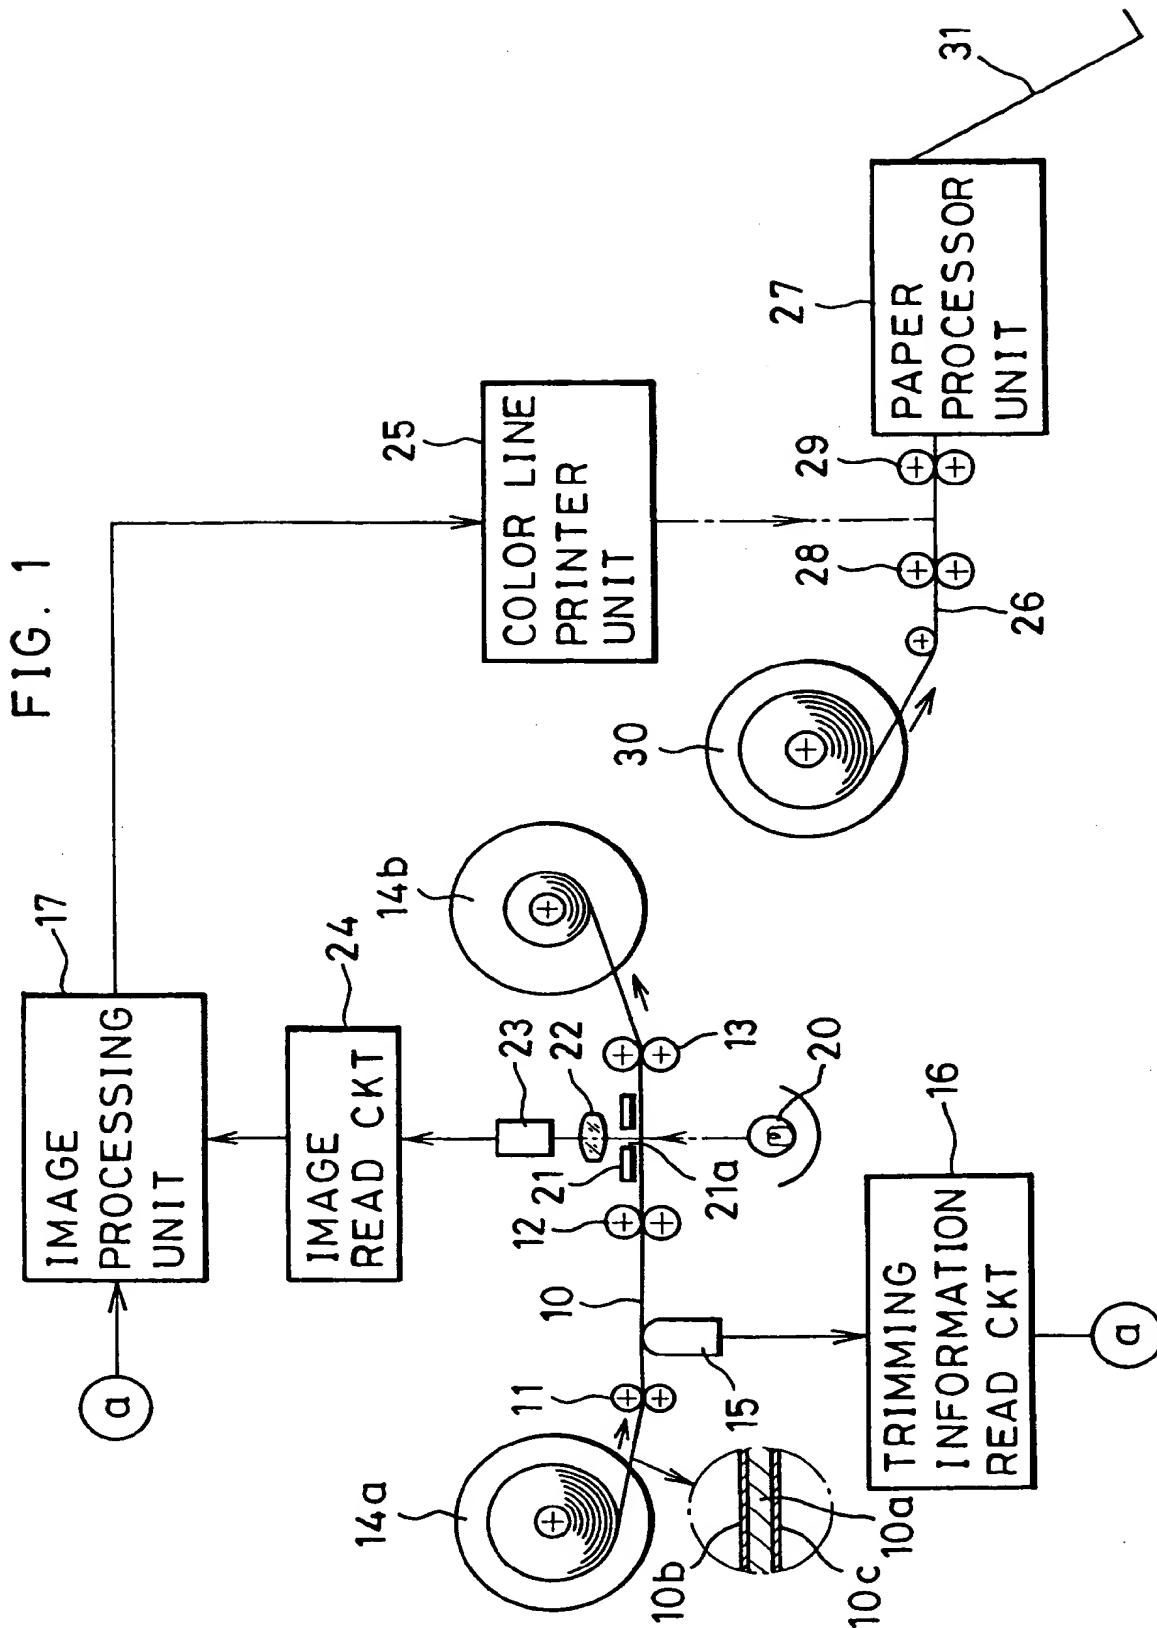 FIG. 1
17
IMAGE
PROCESSING
UNIT
a
24
IMAGE
READ CKT
25
COLOR LINE
PRINTER
UNIT
23
22
21
21a
20
14a
14b
11
10
12
13
15
10b
10c
10a
16
TRIMMING
INFORMATION
READ CKT
a
30
26
28
29
27
PAPER
PROCESSOR
UNIT
31